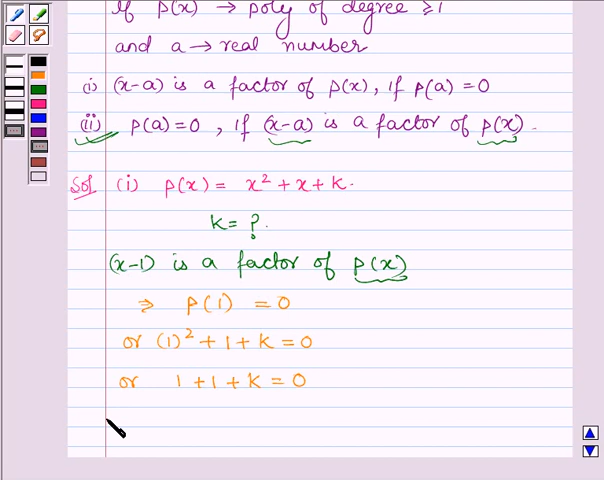 If p(x) → poly of degree ≥ 1
and a → real number
(i) (x-a) is a factor of p(x), if p(a) = 0
(ii) p(a) = 0, if (x-a) is a factor of p(x).
Sol (i) p(x) = x² + x + k.
k = ?.
(x-1) is a factor of p(x)
⇒ p(1) = 0
or (1)² + 1 + k = 0
or 1 + 1 + k = 0